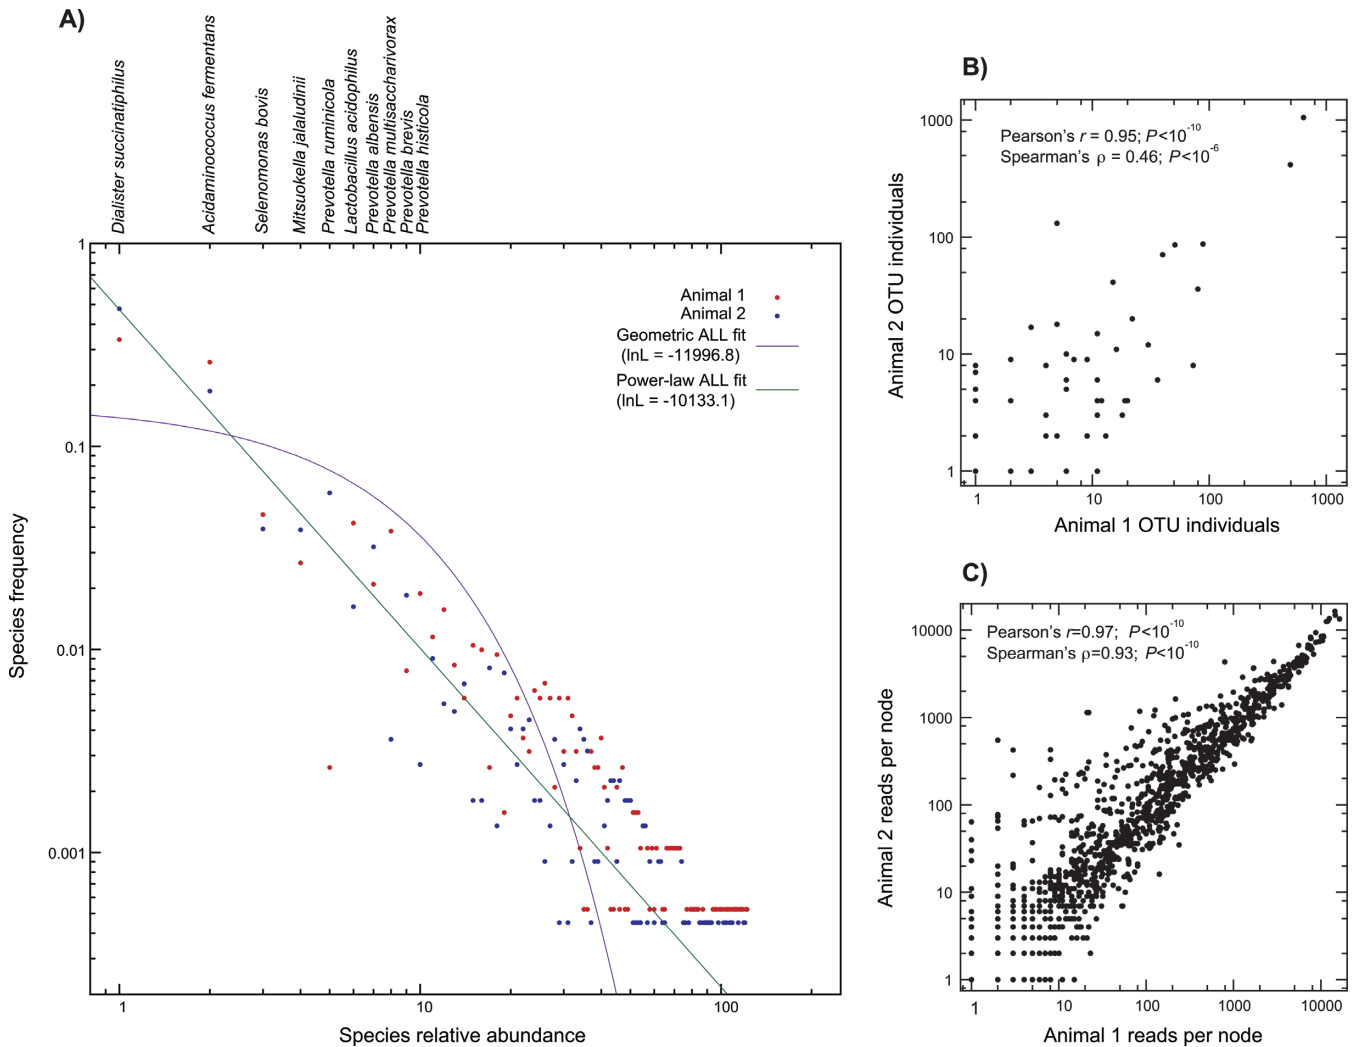 A)
Dialister succinatiphilus
Acidaminococcus fermentans
Selenomonas bovis
Mitsuokella jalaludinii
Prevotella ruminicola
Lactobacillus acidophilus
Prevotella albensis
Prevotella multisaccharivorax
Prevotella brevis
Prevotella histicola
1
0.1
0.01
0.001
Species frequency
Animal 1
Animal 2
Geometric ALL fit
(lnL = -11996.8)
Power-law ALL fit
(lnL = -10133.1)
1 10 100
Species relative abundance
B)
Pearson's r = 0.95; P<10-10
Spearman's ρ = 0.46; P<10-6
1000
100
10
1
Animal 2 OTU individuals
1 10 100 1000
Animal 1 OTU individuals
C)
Pearson's r=0.97; P<10-10
Spearman's ρ=0.93; P<10-10
10000
1000
100
10
1
Animal 2 reads per node
1 10 100 1000 10000
Animal 1 reads per node